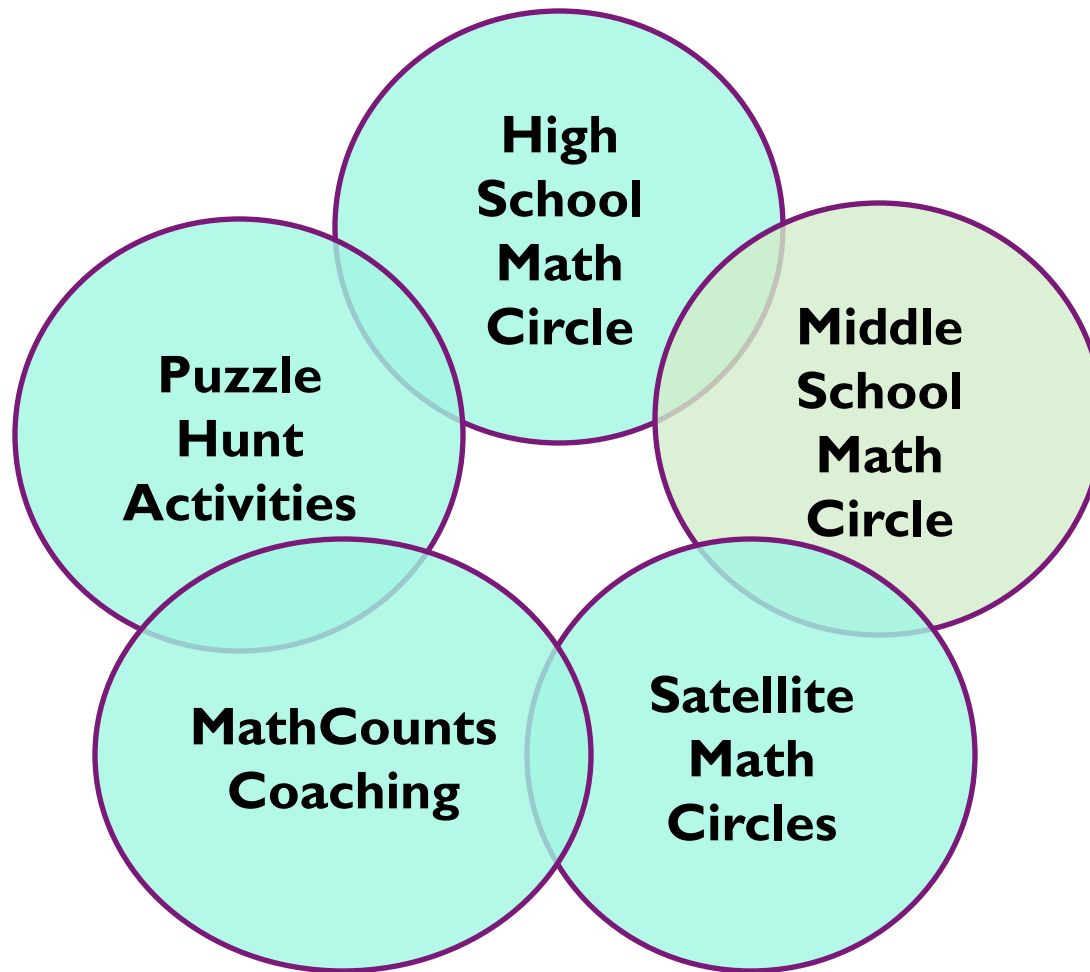 High
School
Math
Circle
Middle
School
Math
Circle
Puzzle
Hunt
Activities
MathCounts
Coaching
Satellite
Math
Circles